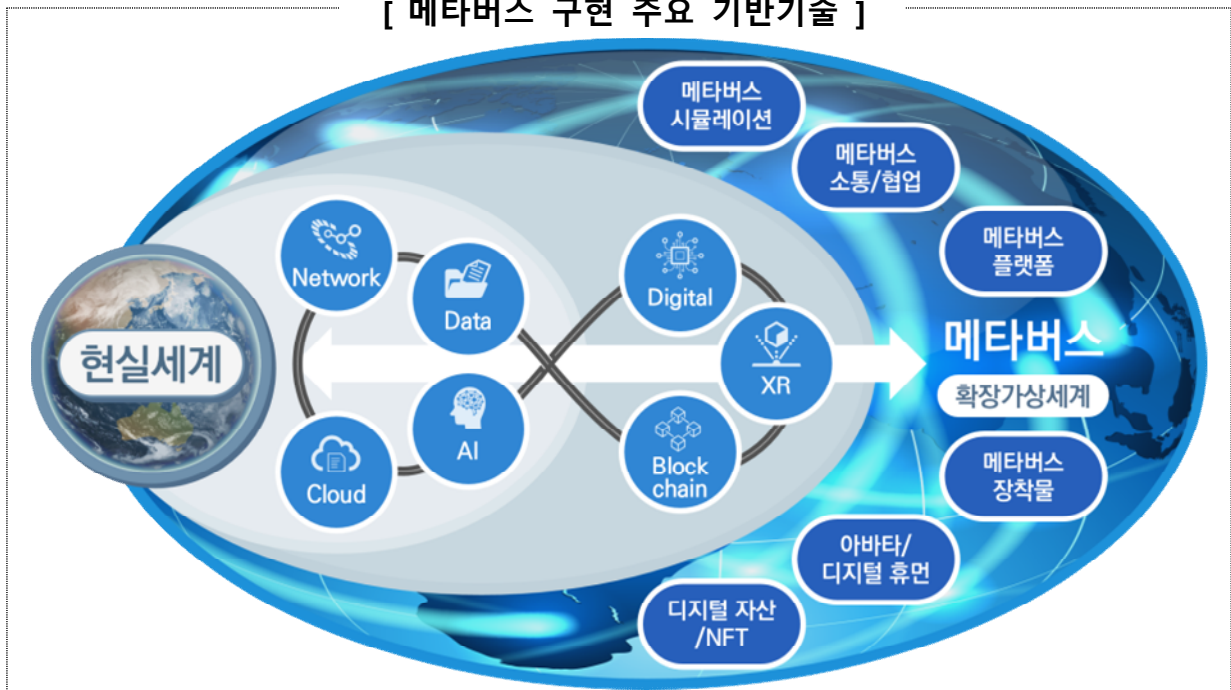 [ 메타버스 구현 주요 기반기술 ]
메타버스
시뮬레이션
메타버스
소통/협업
메타버스
플랫폼
Network
Data
Digital
현실세계
XR
메타버스
확장가상세계
AI
Cloud
Block
chain
메타버스
장착물
아바타/
디지털 휴먼
디지털 자산
/NFT